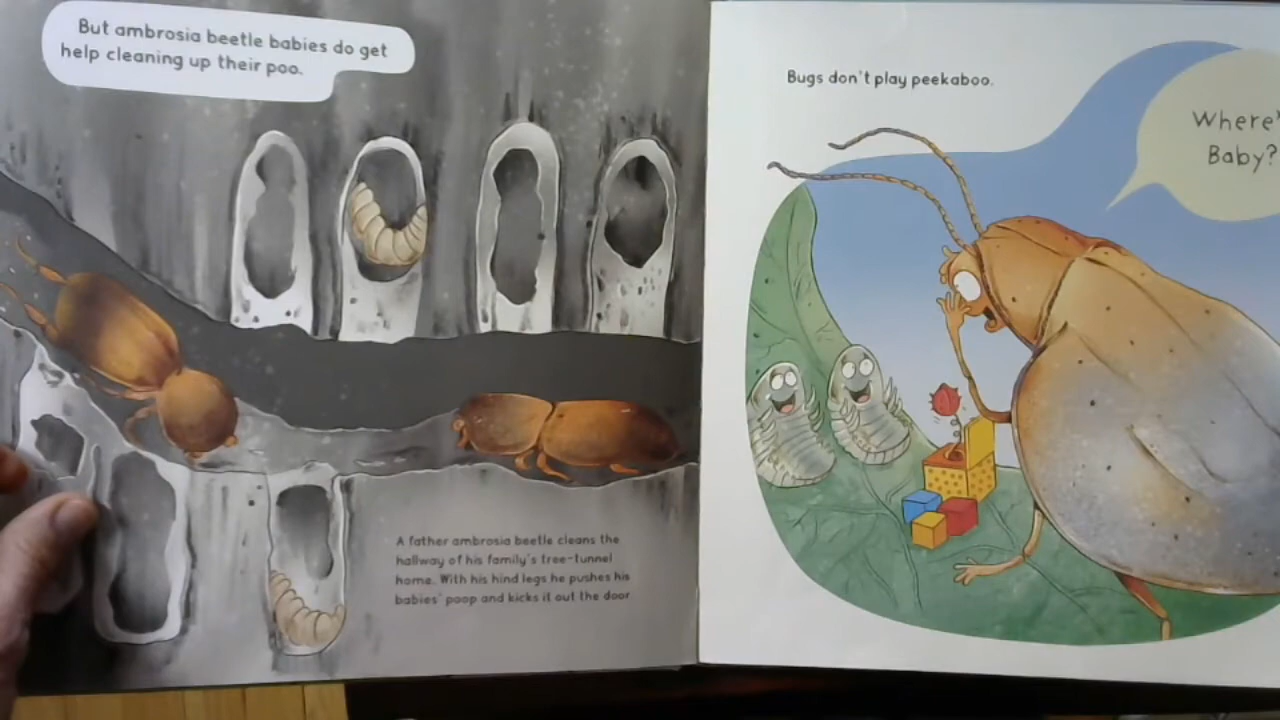 But ambrosia beetle babies do get
help cleaning up their poo.
A father ambrosia beetle cleans the
hallway of his family's tree-tunnel
home. With his hind legs he pushes his
babies' poop and kicks it out the door.
Bugs don't play peekaboo.
Where'
Baby?